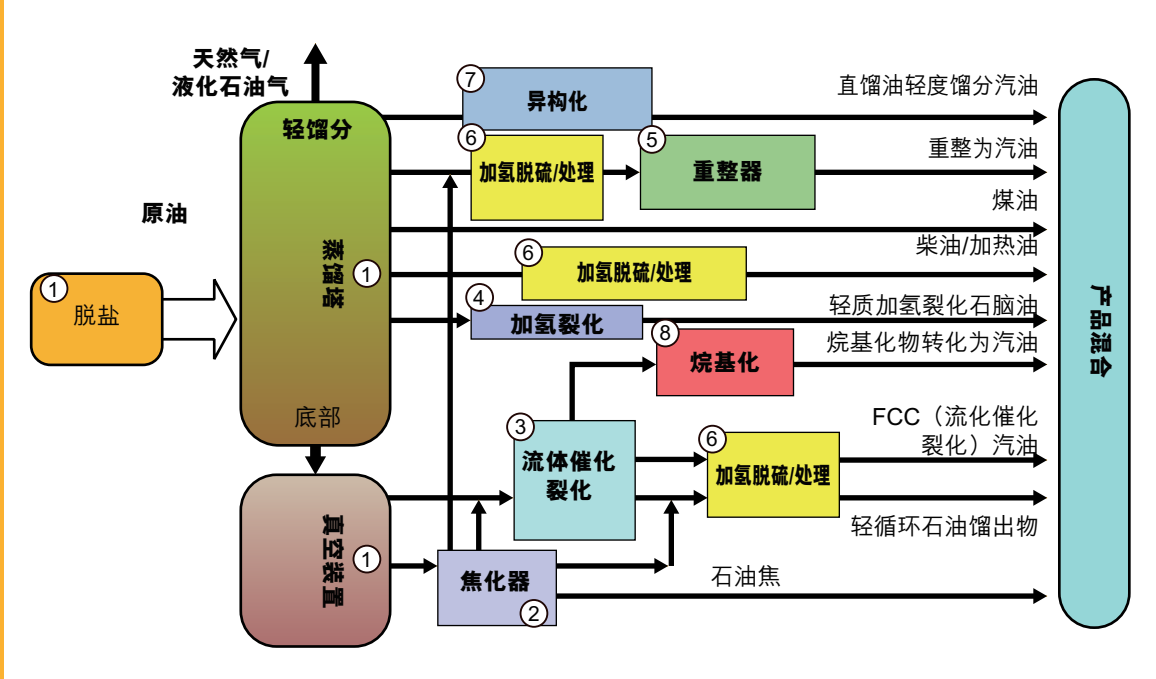 天然气/
液化石油气
⑦
异构化
直馏油轻度馏分汽油
轻馏分
⑥
加氢脱硫/处理
⑤
重整器
重整为汽油
原油
煤油
蒸馏塔
①
⑥
加氢脱硫/处理
柴油/加热油
①
脱盐
④
加氢裂化
轻质加氢裂化石脑油
产品混合
⑧
烷基化
烷基化物转化为汽油
底部
③
流体催化
裂化
⑥
加氢脱硫/处理
FCC（流化催化
裂化）汽油
轻循环石油馏出物
真空装置
①
焦化器
②
石油焦